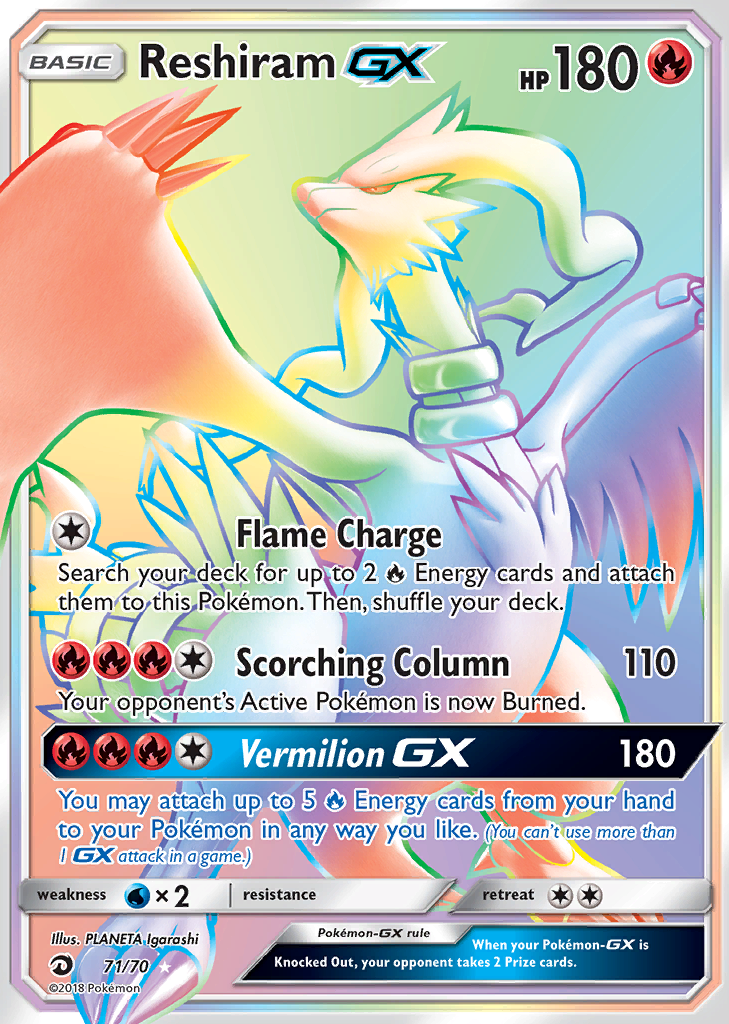 BASIC Reshiram GX HP 180
Flame Charge
Search your deck for up to 2 Energy cards and attach
them to this Pokémon. Then, shuffle your deck.
Scorching Column 110
Your opponent's Active Pokémon is now Burned.
Vermilion GX 180
You may attach up to 5 Energy cards from your hand
to your Pokémon in any way you like. (You can't use more than
1 GX attack in a game.)
weakness × 2 resistance retreat
Illus. PLANETA Igarashi
71/70
©2018 Pokémon
Pokémon-GX rule
When your Pokémon-GX is
Knocked Out, your opponent takes 2 Prize cards.